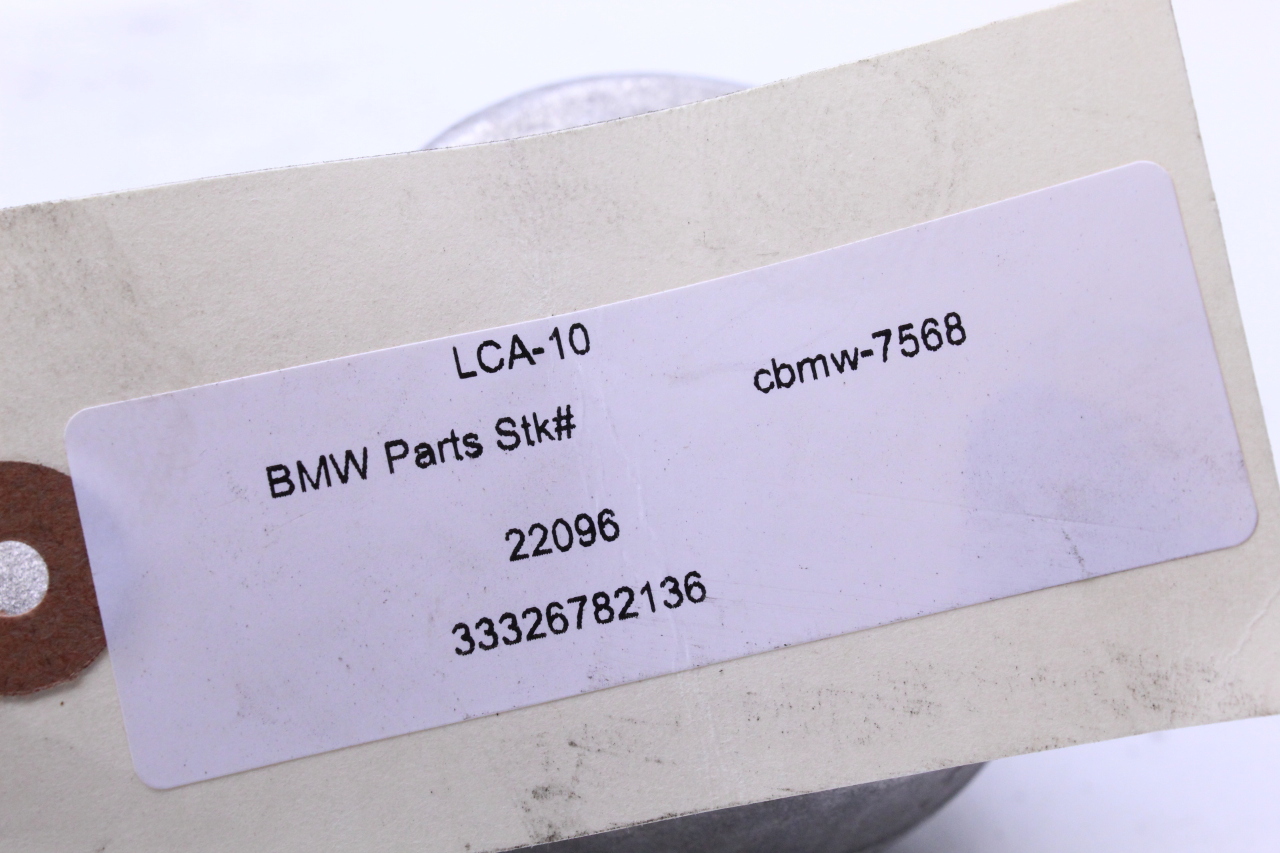 LCA-10
cbmw-7568
BMW Parts Stk#
22096
33326782136